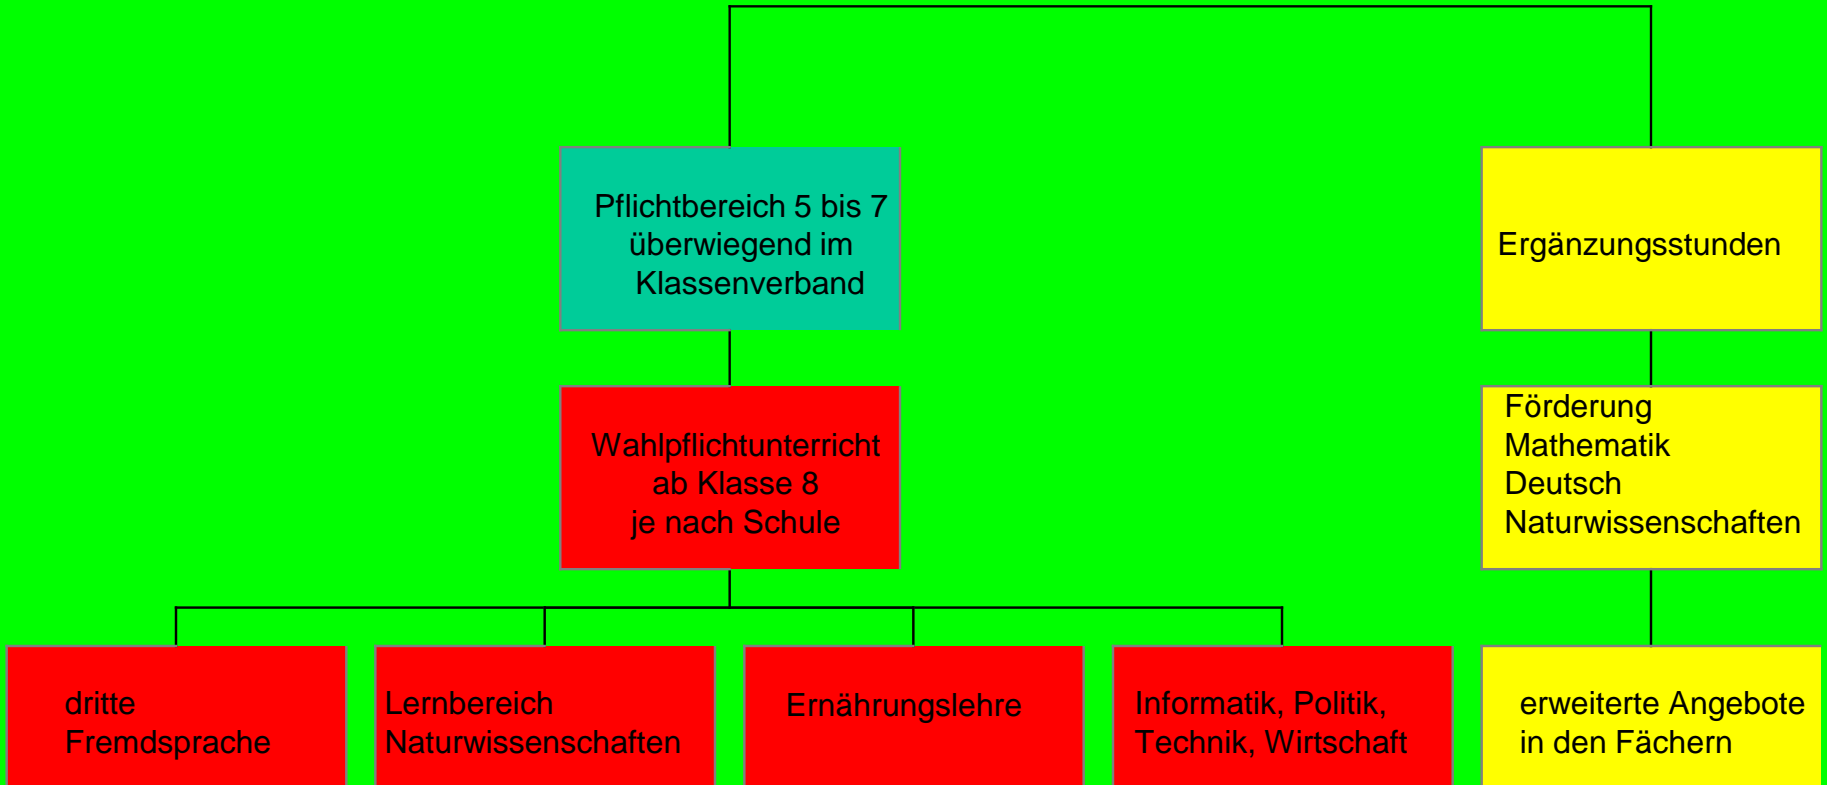 Pflichtbereich 5 bis 7
überwiegend im
Klassenverband
Ergänzungsstunden
Wahlpflichtunterricht
ab Klasse 8
je nach Schule
Förderung
Mathematik
Deutsch
Naturwissenschaften
dritte
Fremdsprache
Lernbereich
Naturwissenschaften
Ernährungslehre
Informatik, Politik,
Technik, Wirtschaft
erweiterte Angebote
in den Fächern